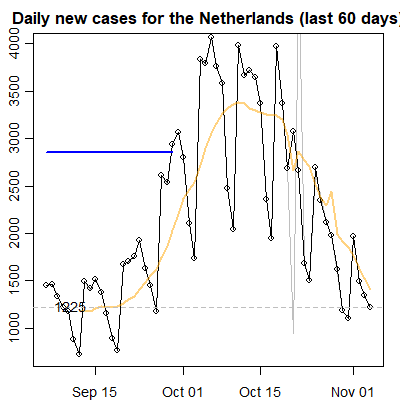 Daily new cases for the Netherlands (last 60 days)
4000
3500
3000
2500
2000
1500
1000
1225
Sep 15
Oct 01
Oct 15
Nov 01